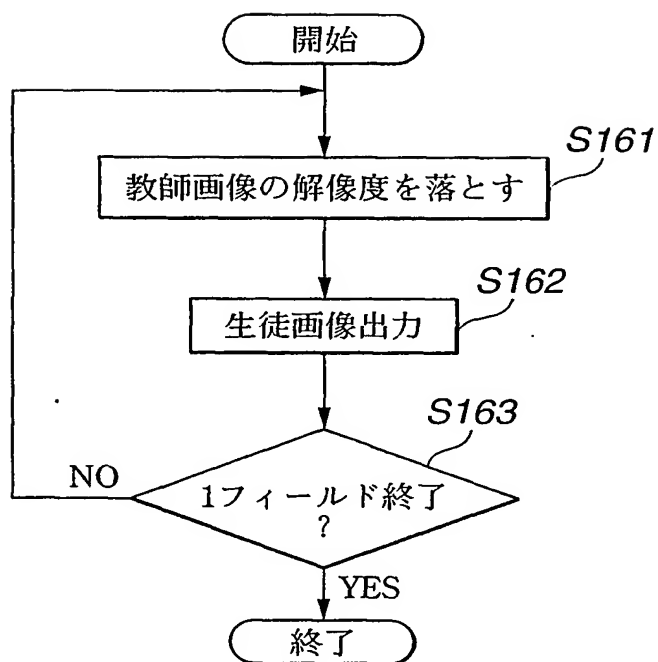 開始
S161
教師画像の解像度を落とす
S162
生徒画像出力
S163
NO
1フィールド終了
?
YES
終了